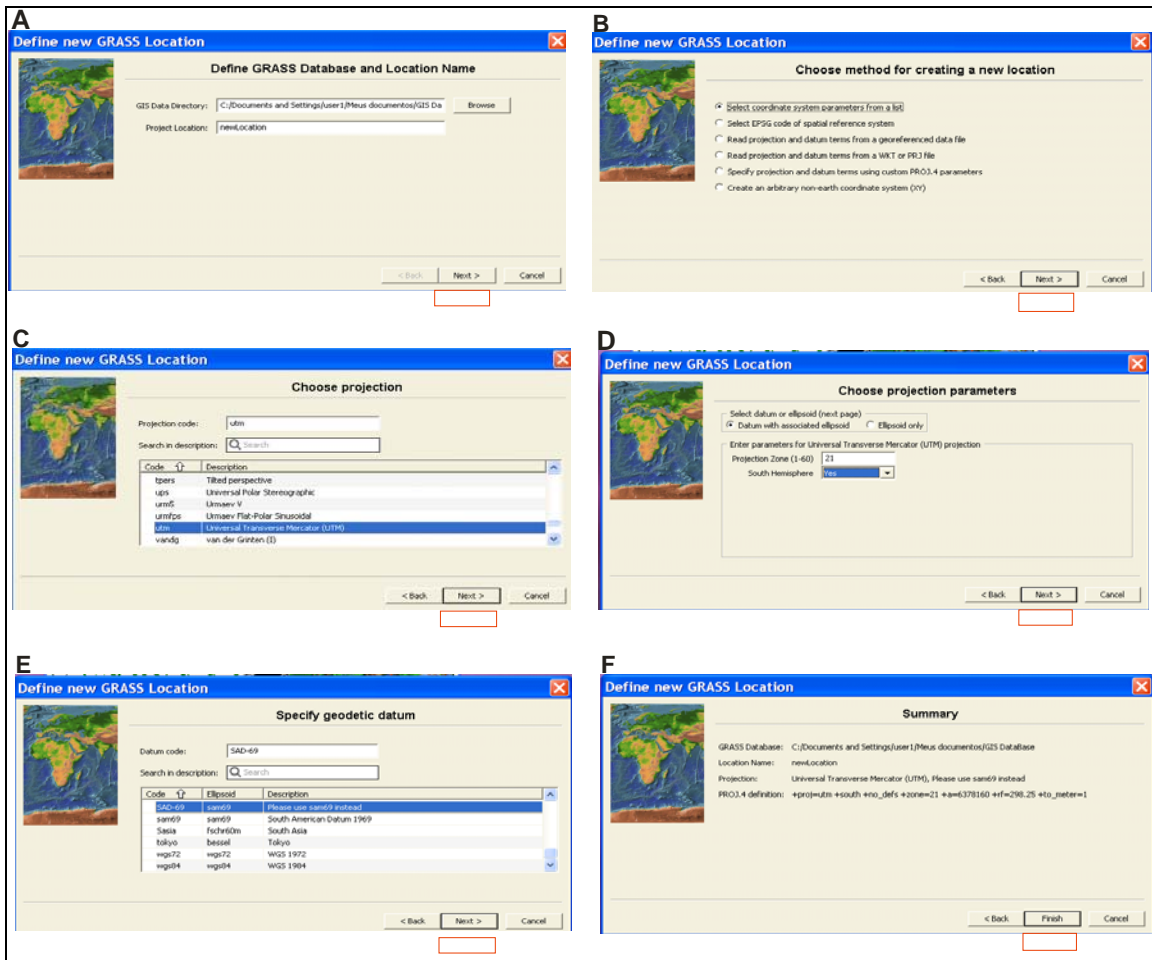 A
Define new GRASS Location
Define GRASS Database and Location Name
GIS Data Directory: C:/Documents and Settings/user1/Meus documentos/GIS Da Browse
Project Location: newLocation
< Back Next > Cancel
B
Define new GRASS Location
Choose method for creating a new location
Select coordinate system parameters from a list
Select EPSG code of spatial reference system
Read projection and datum terms from a georeferenced data file
Read projection and datum terms from a WKT or PRJ file
Specify projection and datum terms using custom PROJ.4 parameters
Create an arbitrary non-earth coordinate system (XY)
< Back Next > Cancel
C
Define new GRASS Location
Choose projection
Projection code: utm
Search in description: Search
Code Description
tpers Tilted perspective
ups Universal Polar Stereographic
urm5 Urmaev V
urmfps Urmaev Flat-Polar Sinusoidal
utm Universal Transverse Mercator (UTM)
vandg van der Grinten (I)
< Back Next > Cancel
D
Define new GRASS Location
Choose projection parameters
Select datum or ellipsoid (next page)
Datum with associated ellipsoid Ellipsoid only
Enter parameters for Universal Transverse Mercator (UTM) projection
Projection Zone (1-60) 21
South Hemisphere Yes
< Back Next > Cancel
E
Define new GRASS Location
Specify geodetic datum
Datum code: SAD-69
Search in description: Search
Code Ellipsoid Description
SAD-69 sam69 Please use sam69 instead
sam69 sam69 South American Datum 1969
Sasia fschr60m South Asia
tokyo bessel Tokyo
wgs72 wgs72 WGS 1972
wgs84 wgs84 WGS 1984
< Back Next > Cancel
F
Define new GRASS Location
Summary
GRASS Database: C:/Documents and Settings/user1/Meus documentos/GIS DataBase
Location Name: newLocation
Projection: Universal Transverse Mercator (UTM), Please use sam69 instead
PROJ.4 definition: +proj=utm +south +no_defs +zone=21 +a=6378160 +rf=298.25 +to_meter=1
< Back Finish Cancel